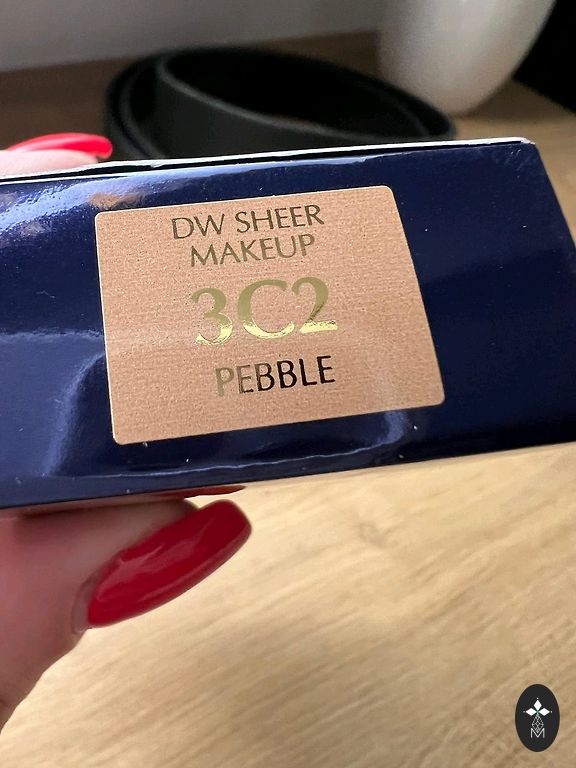 DW SHEER
MAKEUP
3C2
PEBBLE
M